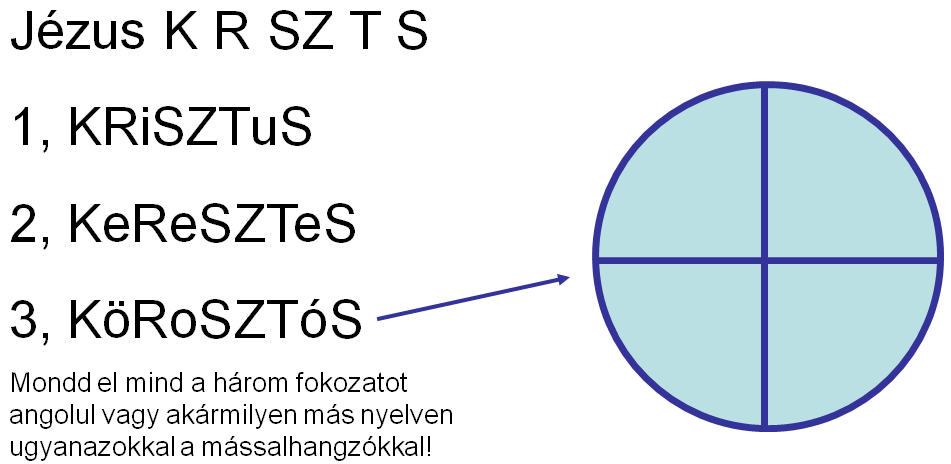 Jézus K R SZ T S
1, KRiSZTuS
2, KeReSZTeS
3, KöRoSZTóS
Mondd el mind a három fokozatot
angolul vagy akármilyen más nyelven
ugyanazokkal a mássalhangzókkal!